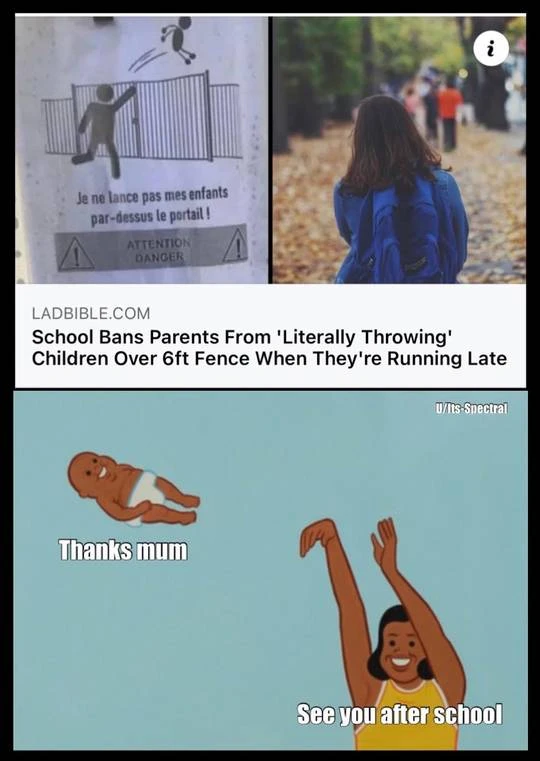 Je ne lance pas mes enfants
par-dessus le portail !
ATTENTION
DANGER
LADBIBLE.COM
School Bans Parents From 'Literally Throwing'
Children Over 6ft Fence When They're Running Late
U/Its-Spectral
Thanks mum
See you after school